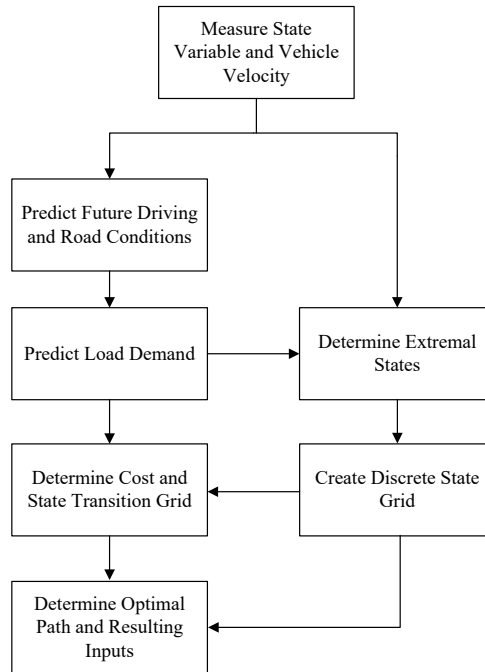 Measure State
Variable and Vehicle
Velocity
Predict Future Driving
and Road Conditions
Predict Load Demand
Determine Extremal
States
Determine Cost and
State Transition Grid
Create Discrete State
Grid
Determine Optimal
Path and Resulting
Inputs